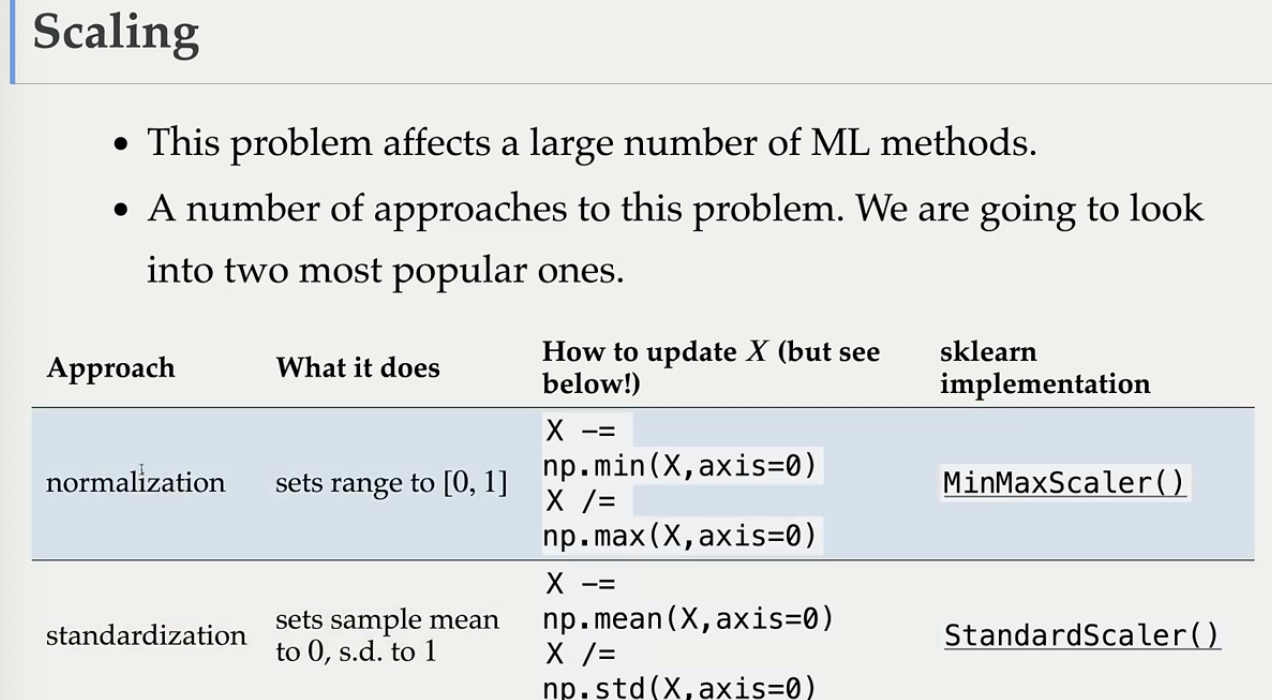 Scaling
• This problem affects a large number of ML methods.
• A number of approaches to this problem. We are going to look
into two most popular ones.
Approach What it does How to update X (but see below!) sklearn implementation
normalization sets range to [0, 1] X -=
np.min(X,axis=0)
X /=
np.max(X,axis=0) MinMaxScaler()
standardization sets sample mean to 0, s.d. to 1 X -=
np.mean(X,axis=0)
X /=
np.std(X,axis=0) StandardScaler()